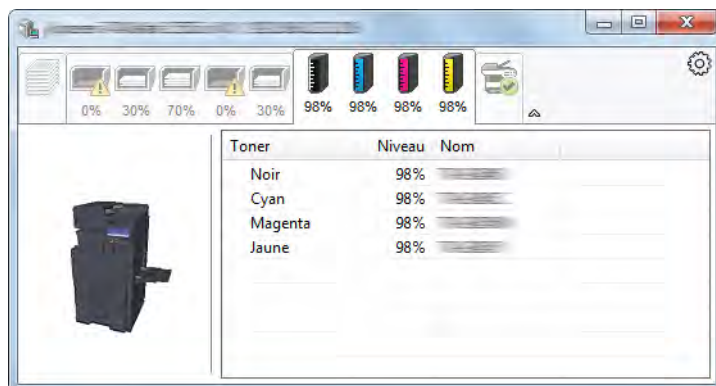 0% 30% 70% 0% 30% 98% 98% 98% 98%
Toner Niveau Nom
Noir 98%
Cyan 98%
Magenta 98%
Jaune 98%